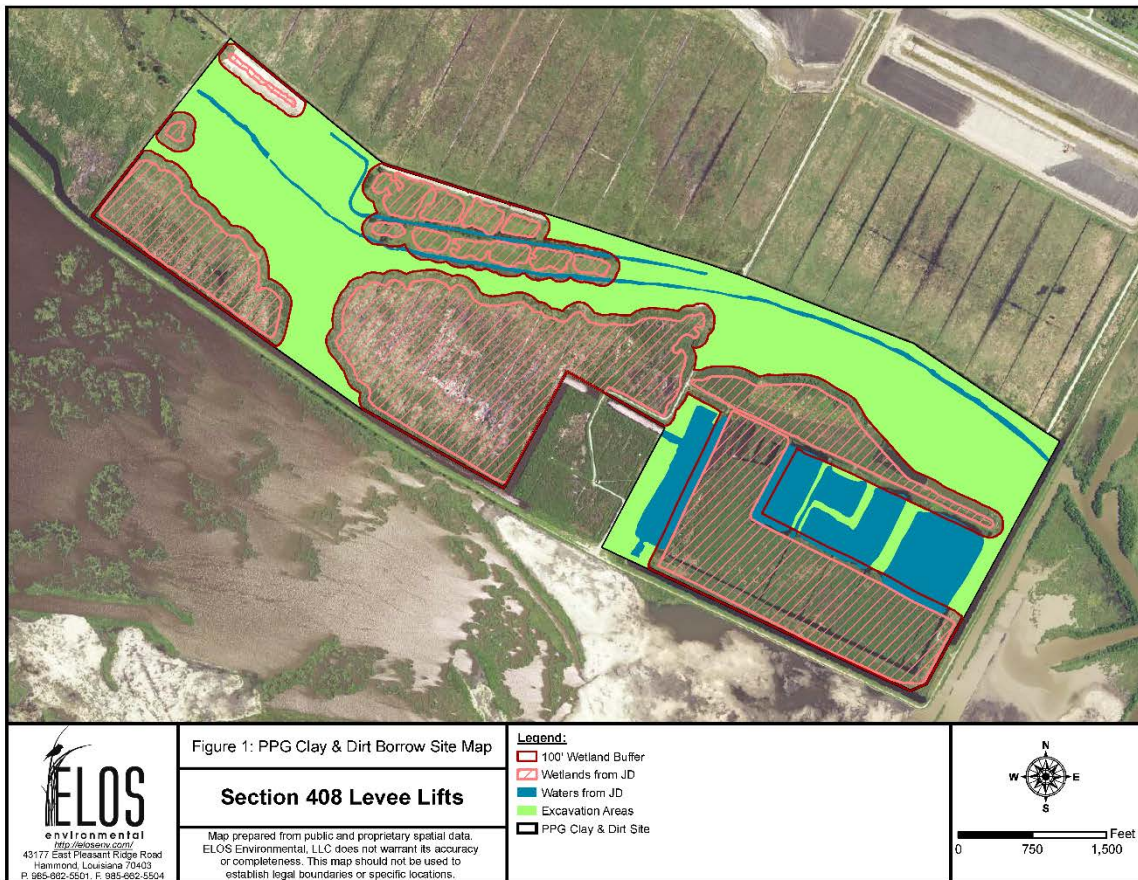 ELOS
environmental
http://elosenv.com/
43177 East Pleasant Ridge Road
Hammond, Louisiana 70403
P. 985-662-5501, F. 985-662-5504
Figure 1: PPG Clay & Dirt Borrow Site Map
Section 408 Levee Lifts
Map prepared from public and proprietary spatial data.
ELOS Environmental, LLC does not warrant its accuracy
or completeness. This map should not be used to
establish legal boundaries or specific locations.
Legend:
100' Wetland Buffer
Wetlands from JD
Waters from JD
Excavation Areas
PPG Clay & Dirt Site
N
W E
S
Feet
0 750 1,500